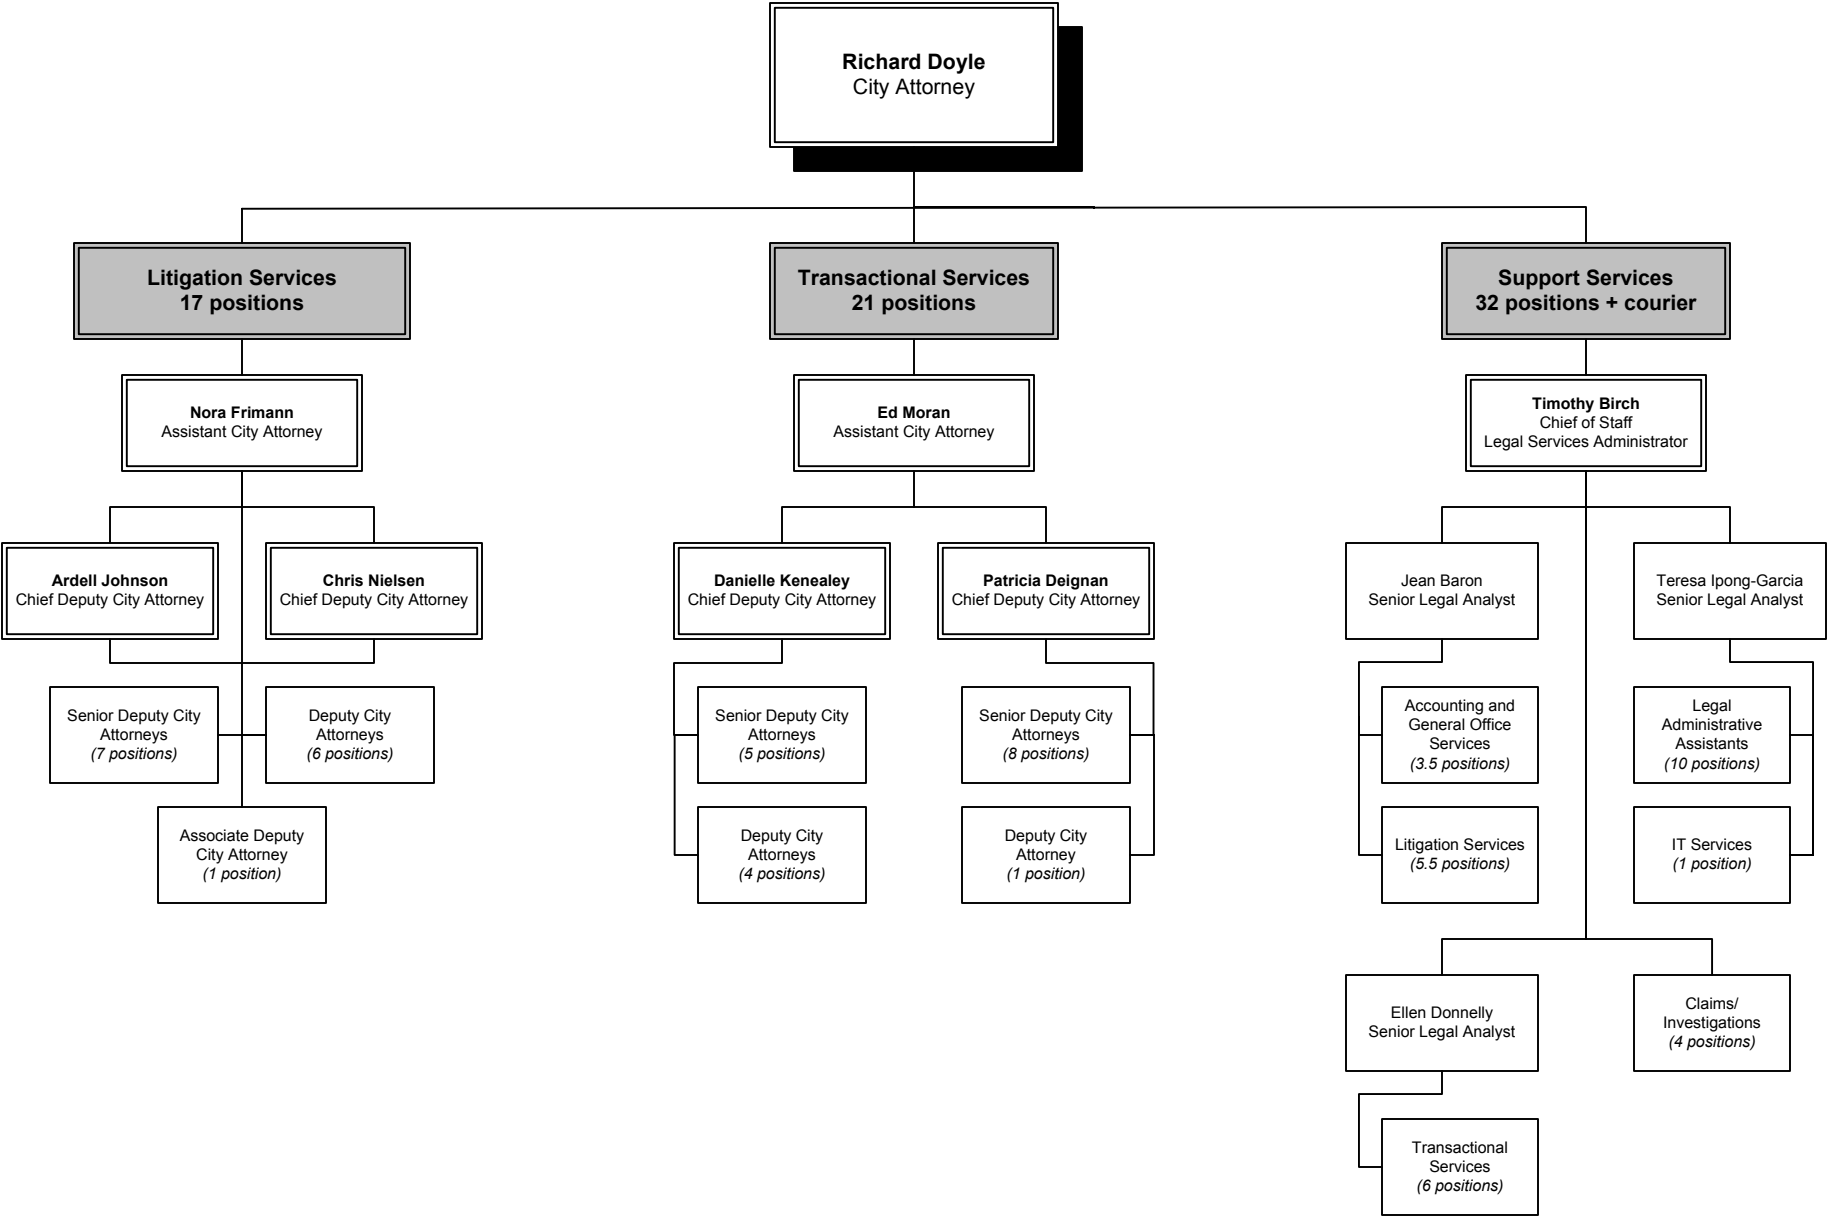 Richard Doyle
City Attorney
Litigation Services
17 positions
Transactional Services
21 positions
Support Services
32 positions + courier
Nora Frimann
Assistant City Attorney
Ed Moran
Assistant City Attorney
Timothy Birch
Chief of Staff
Legal Services Administrator
Ardell Johnson
Chief Deputy City Attorney
Chris Nielsen
Chief Deputy City Attorney
Danielle Kenealey
Chief Deputy City Attorney
Patricia Deignan
Chief Deputy City Attorney
Jean Baron
Senior Legal Analyst
Teresa Ipong-Garcia
Senior Legal Analyst
Senior Deputy City
Attorneys
(7 positions)
Deputy City
Attorneys
(6 positions)
Senior Deputy City
Attorneys
(5 positions)
Senior Deputy City
Attorneys
(8 positions)
Accounting and
General Office
Services
(3.5 positions)
Legal
Administrative
Assistants
(10 positions)
Associate Deputy
City Attorney
(1 position)
Deputy City
Attorneys
(4 positions)
Deputy City
Attorney
(1 position)
Litigation Services
(5.5 positions)
IT Services
(1 position)
Ellen Donnelly
Senior Legal Analyst
Claims/
Investigations
(4 positions)
Transactional
Services
(6 positions)